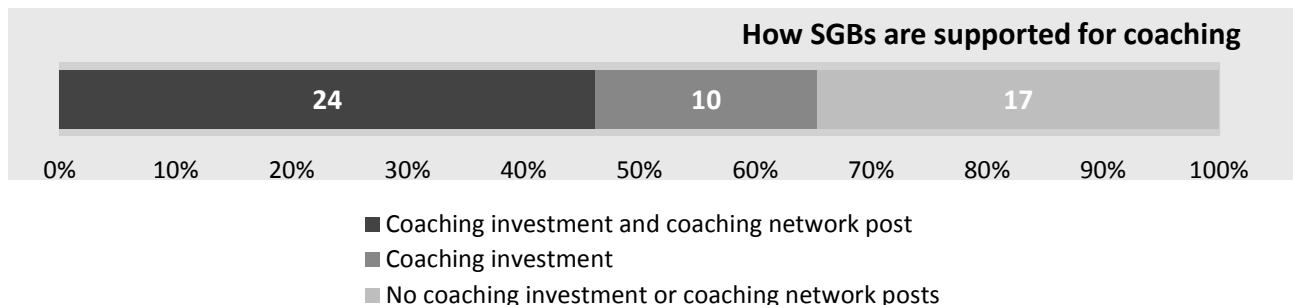 How SGBs are supported for coaching
24 10 17
0% 10% 20% 30% 40% 50% 60% 70% 80% 90% 100%
Coaching investment and coaching network post
Coaching investment
No coaching investment or coaching network posts